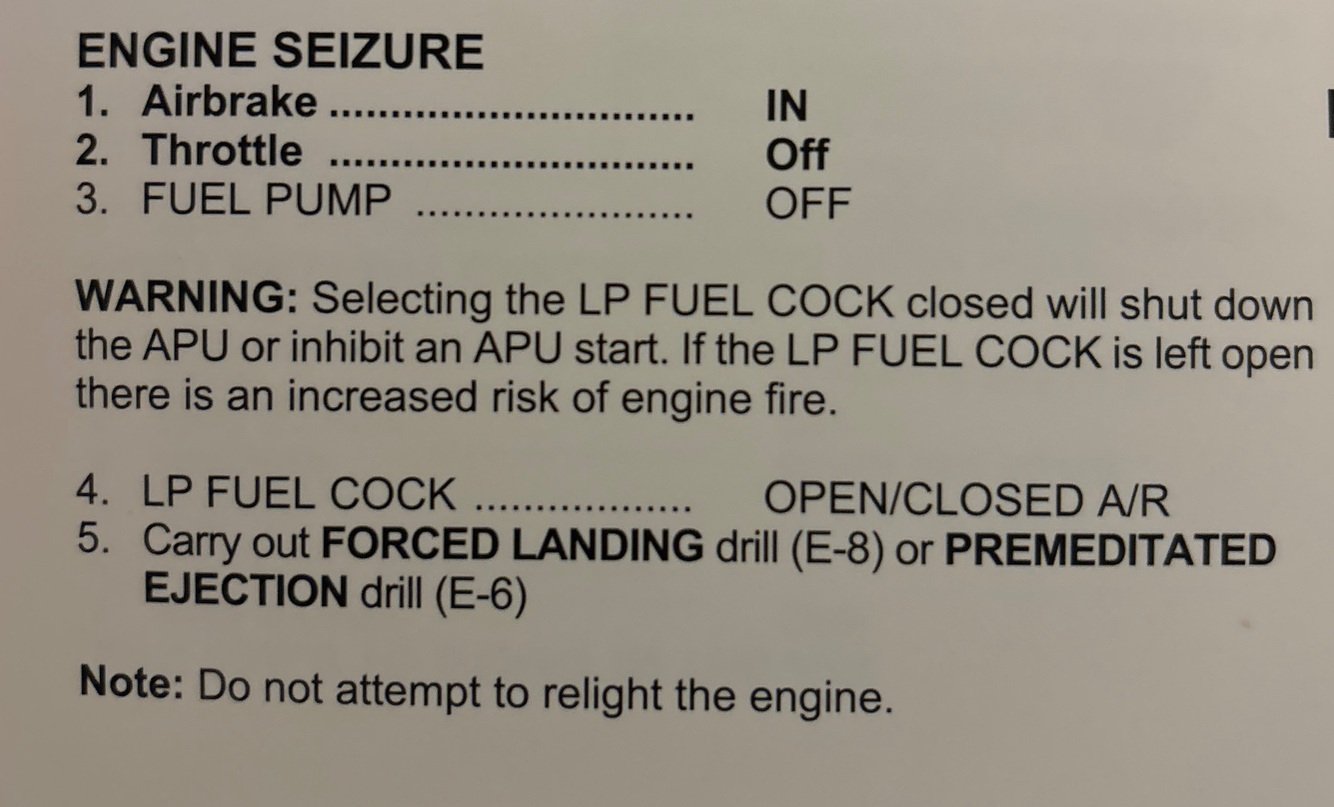 ENGINE SEIZURE
1. Airbrake .............................. IN
2. Throttle .............................. Off
3. FUEL PUMP ....................... OFF
WARNING: Selecting the LP FUEL COCK closed will shut down
the APU or inhibit an APU start. If the LP FUEL COCK is left open
there is an increased risk of engine fire.
4. LP FUEL COCK .................. OPEN/CLOSED A/R
5. Carry out FORCED LANDING drill (E-8) or PREMEDITATED
EJECTION drill (E-6)
Note: Do not attempt to relight the engine.